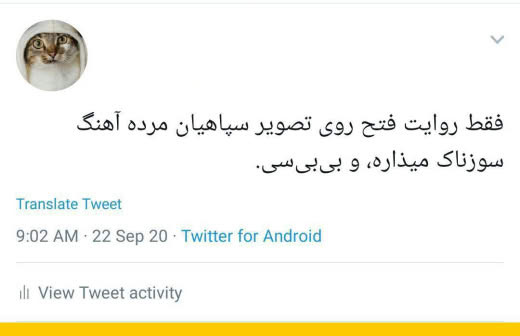 فقط روایت فتح روی تصویر سپاهیان مرده آهنگ
سوزناک میذاره، و بی‌بی‌سی.
Translate Tweet
9:02 AM · 22 Sep 20 · Twitter for Android
View Tweet activity